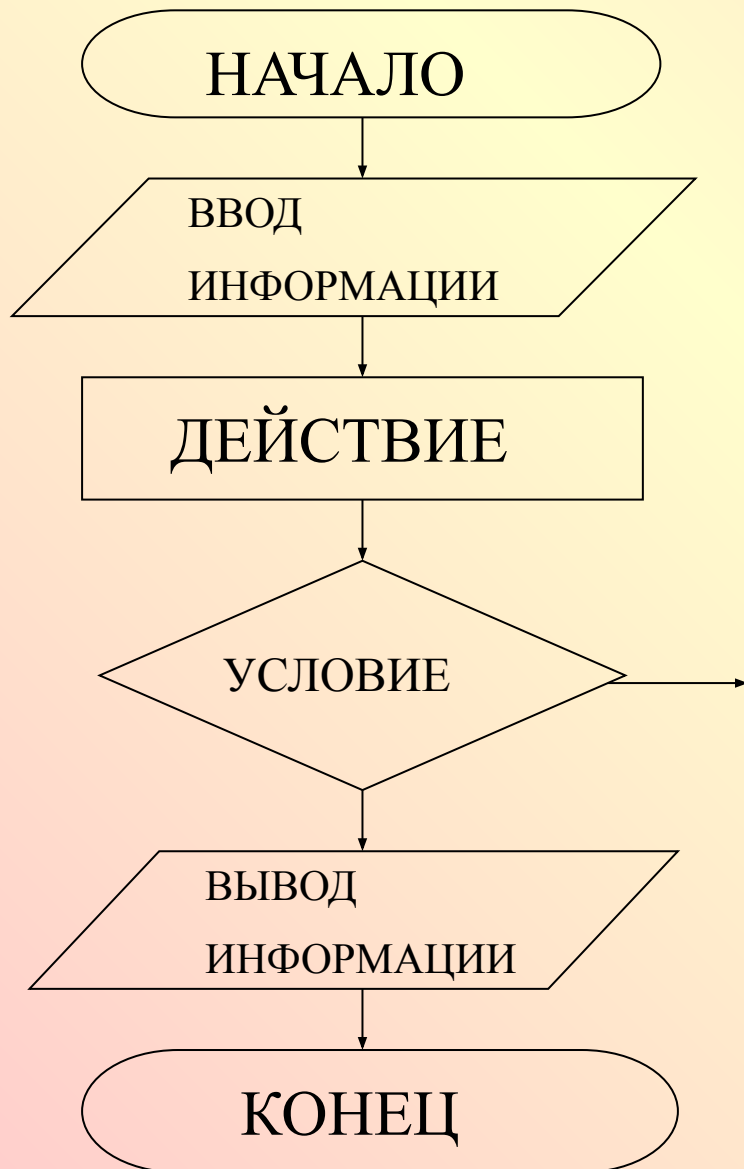 НАЧАЛО
ВВОД
ИНФОРМАЦИИ
ДЕЙСТВИЕ
УСЛОВИЕ
ВЫВОД
ИНФОРМАЦИИ
КОНЕЦ